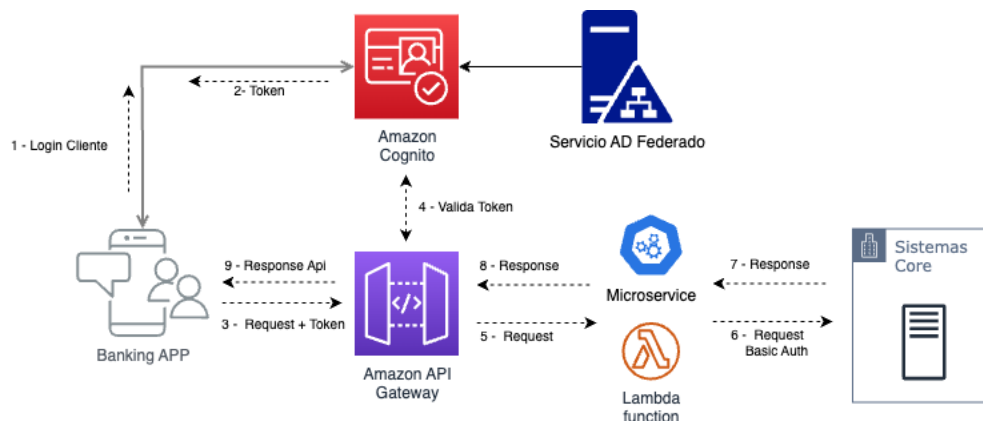 2- Token
1 - Login Cliente
Amazon
Cognito
Servicio AD Federado
4 - Valida Token
Sistemas
Core
9 - Response Api
8 - Response
7 - Response
Microservice
3 -  Request + Token
5 -  Request
6 - Request
Basic Auth
Banking APP
Amazon API
Gateway
Lambda
function